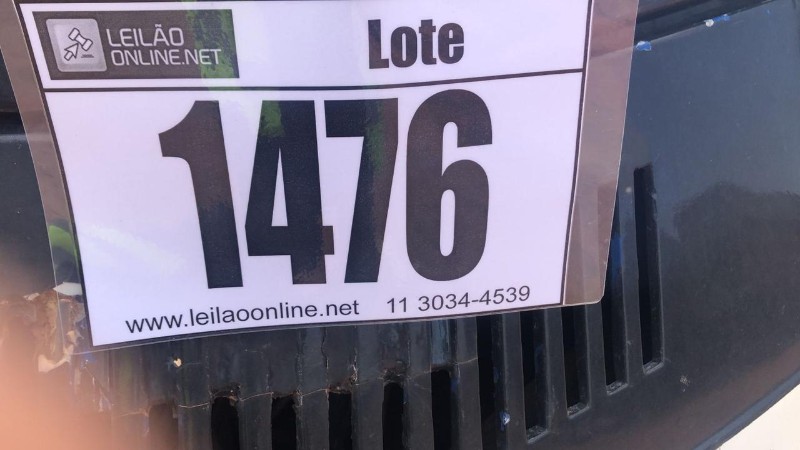 LEILÃO
ONLINE.NET
Lote
1476
www.leilaoonline.net 11 3034-4539